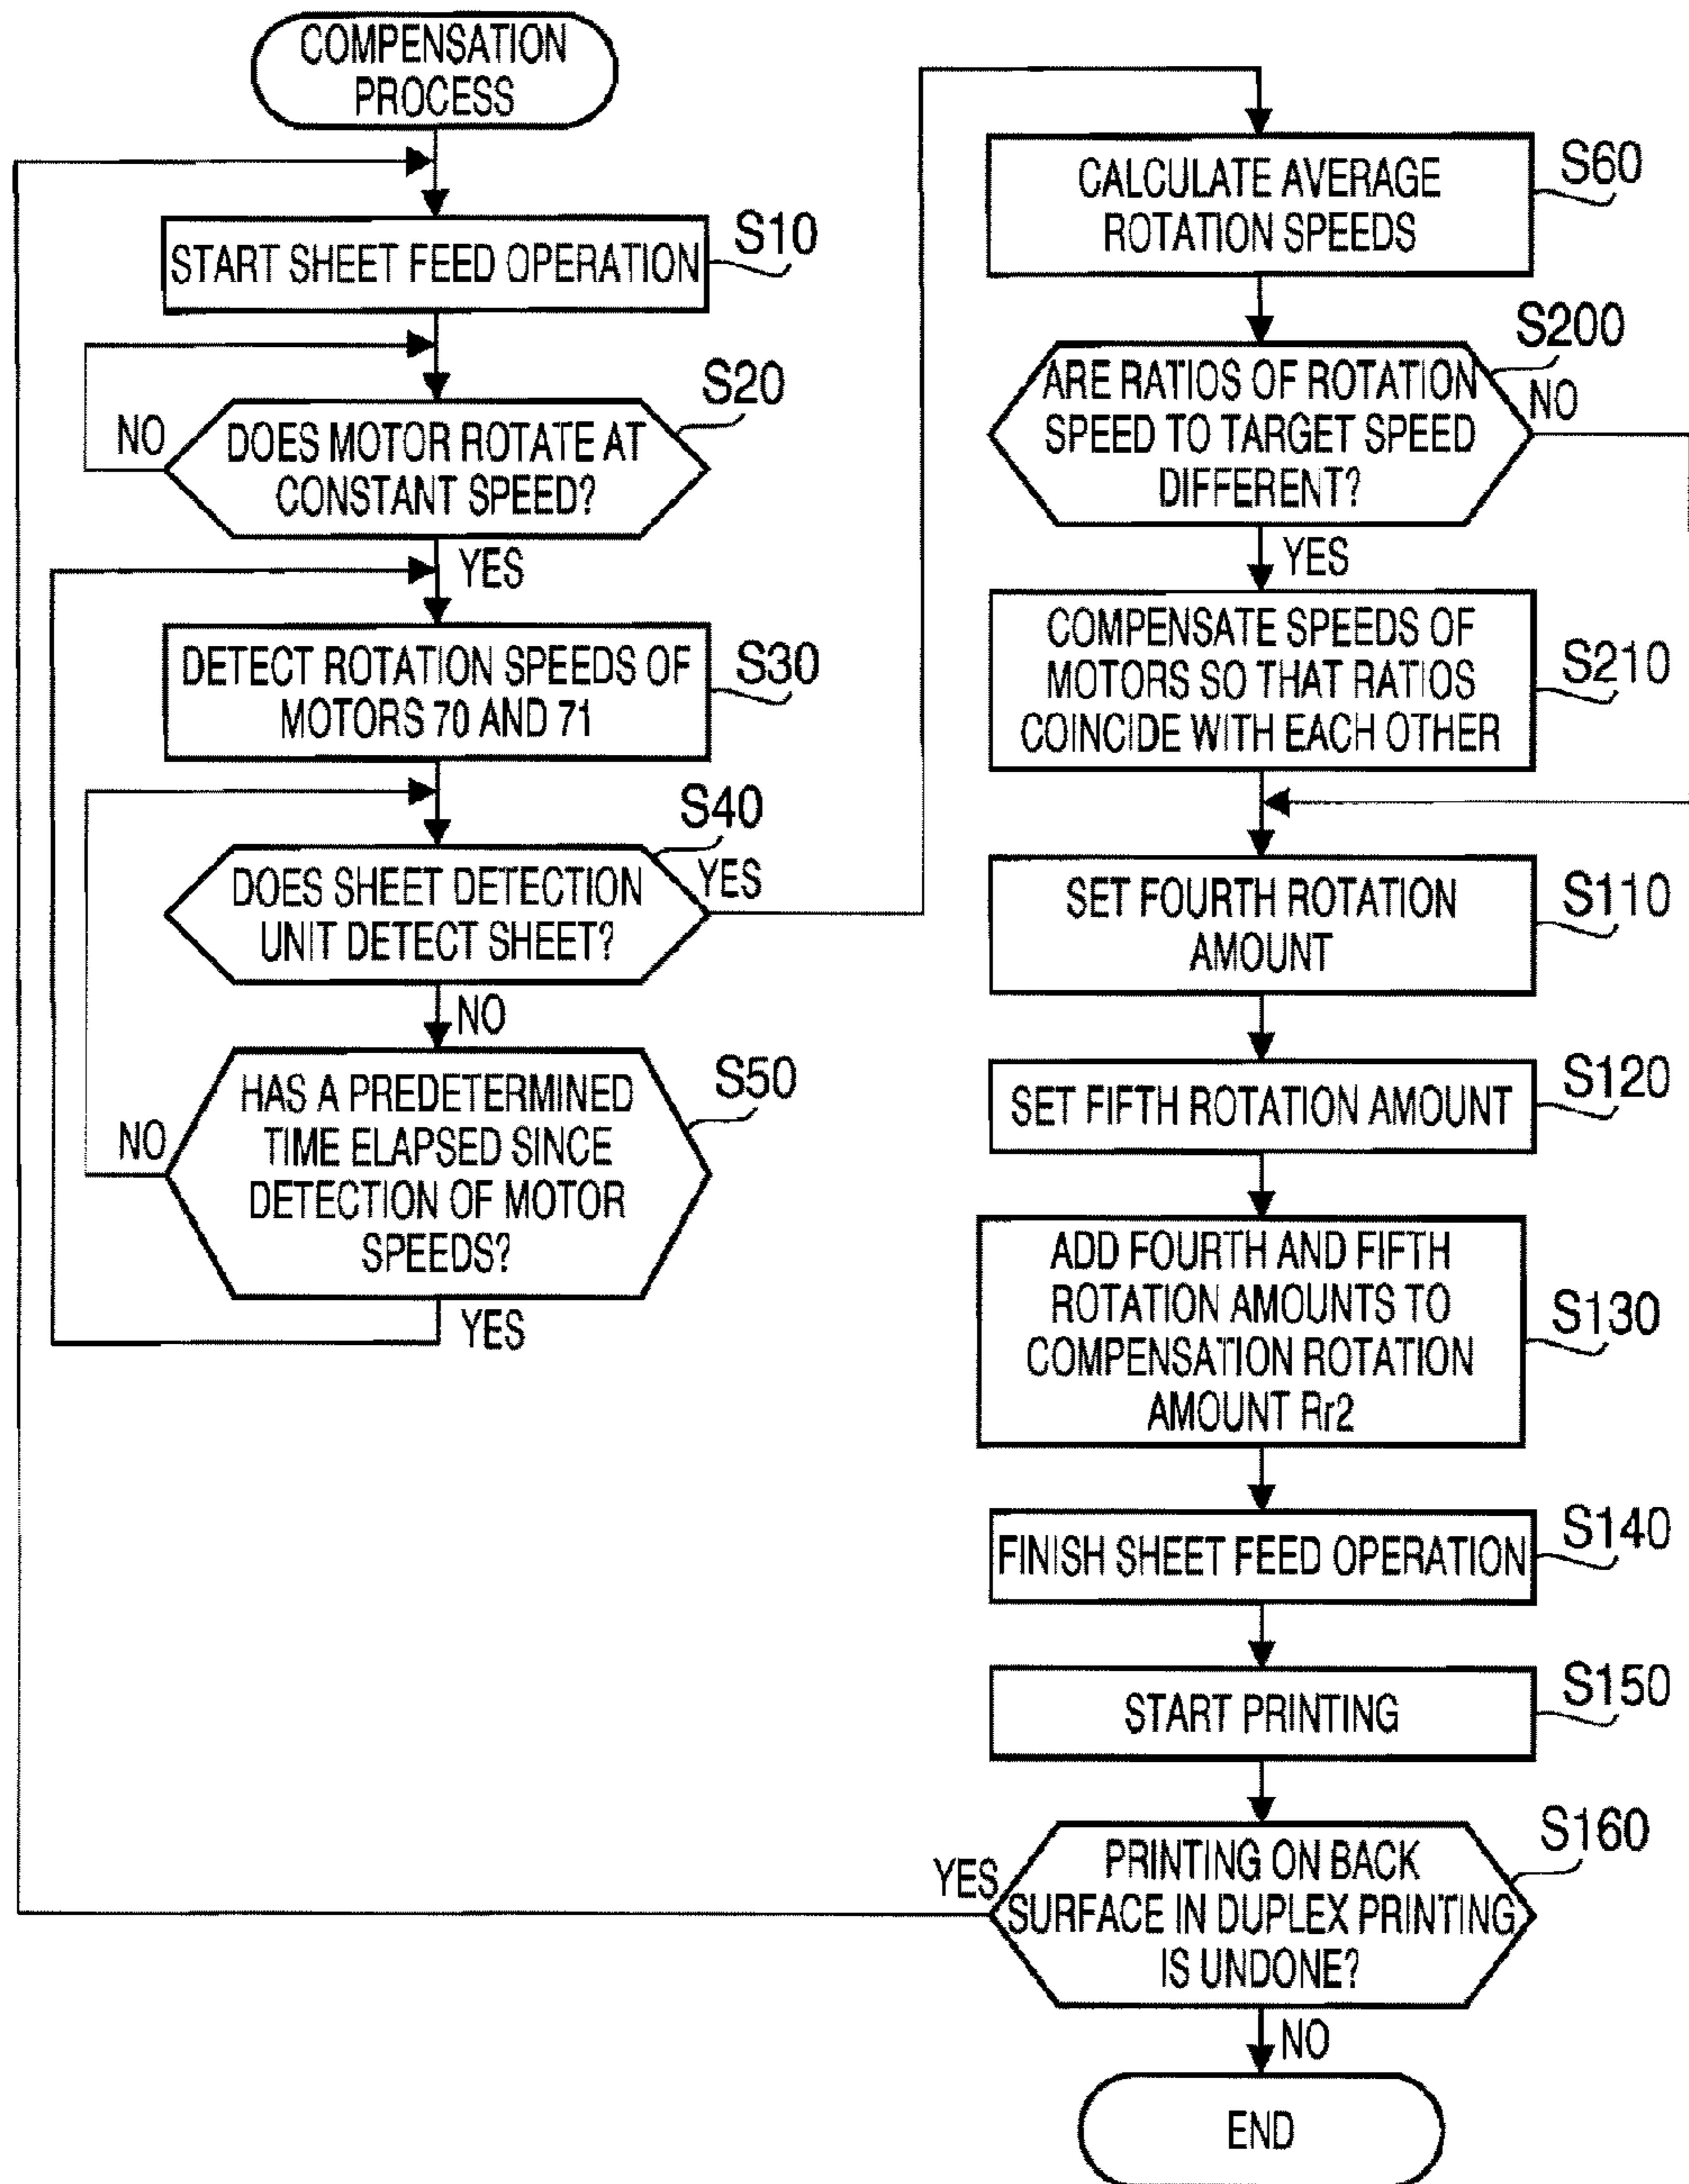 COMPENSATION
PROCESS
START SHEET FEED OPERATION
S10
DOES MOTOR ROTATE AT
CONSTANT SPEED?
S20
NO
YES
DETECT ROTATION SPEEDS OF
MOTORS 70 AND 71
S30
DOES SHEET DETECTION
UNIT DETECT SHEET?
S40
YES
NO
HAS A PREDETERMINED
TIME ELAPSED SINCE
DETECTION OF MOTOR
SPEEDS?
S50
NO
YES
CALCULATE AVERAGE
ROTATION SPEEDS
S60
ARE RATIOS OF ROTATION
SPEED TO TARGET SPEED
DIFFERENT?
S200
NO
YES
COMPENSATE SPEEDS OF
MOTORS SO THAT RATIOS
COINCIDE WITH EACH OTHER
S210
SET FOURTH ROTATION
AMOUNT
S110
SET FIFTH ROTATION AMOUNT
S120
ADD FOURTH AND FIFTH
ROTATION AMOUNTS TO
COMPENSATION ROTATION
AMOUNT Rr2
S130
FINISH SHEET FEED OPERATION
S140
START PRINTING
S150
PRINTING ON BACK
SURFACE IN DUPLEX PRINTING
IS UNDONE?
S160
YES
NO
END